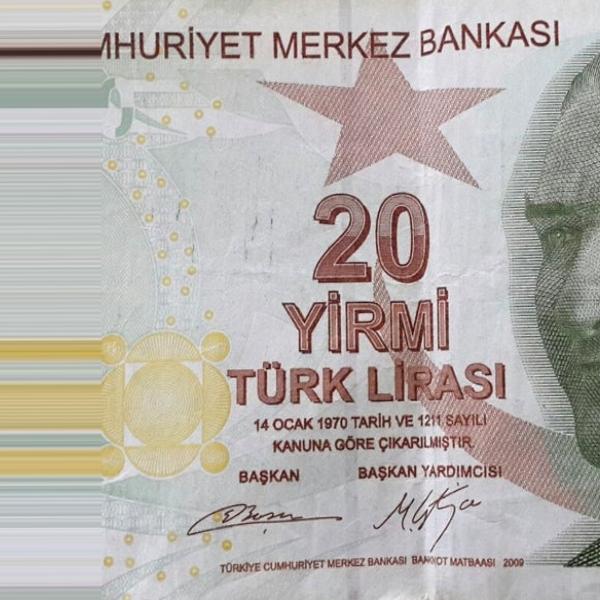 MHURİYET MERKEZ BANKASI
20
YİRMİ
TÜRK LİRASI
14 OCAK 1970 TARİH VE 1211 SAYILI
KANUNA GÖRE ÇIKARILMIŞTIR.
BAŞKAN BAŞKAN YARDIMCISI
TÜRKİYE CUMHURİYET MERKEZ BANKASI BANKNOT MATBAASI 2009